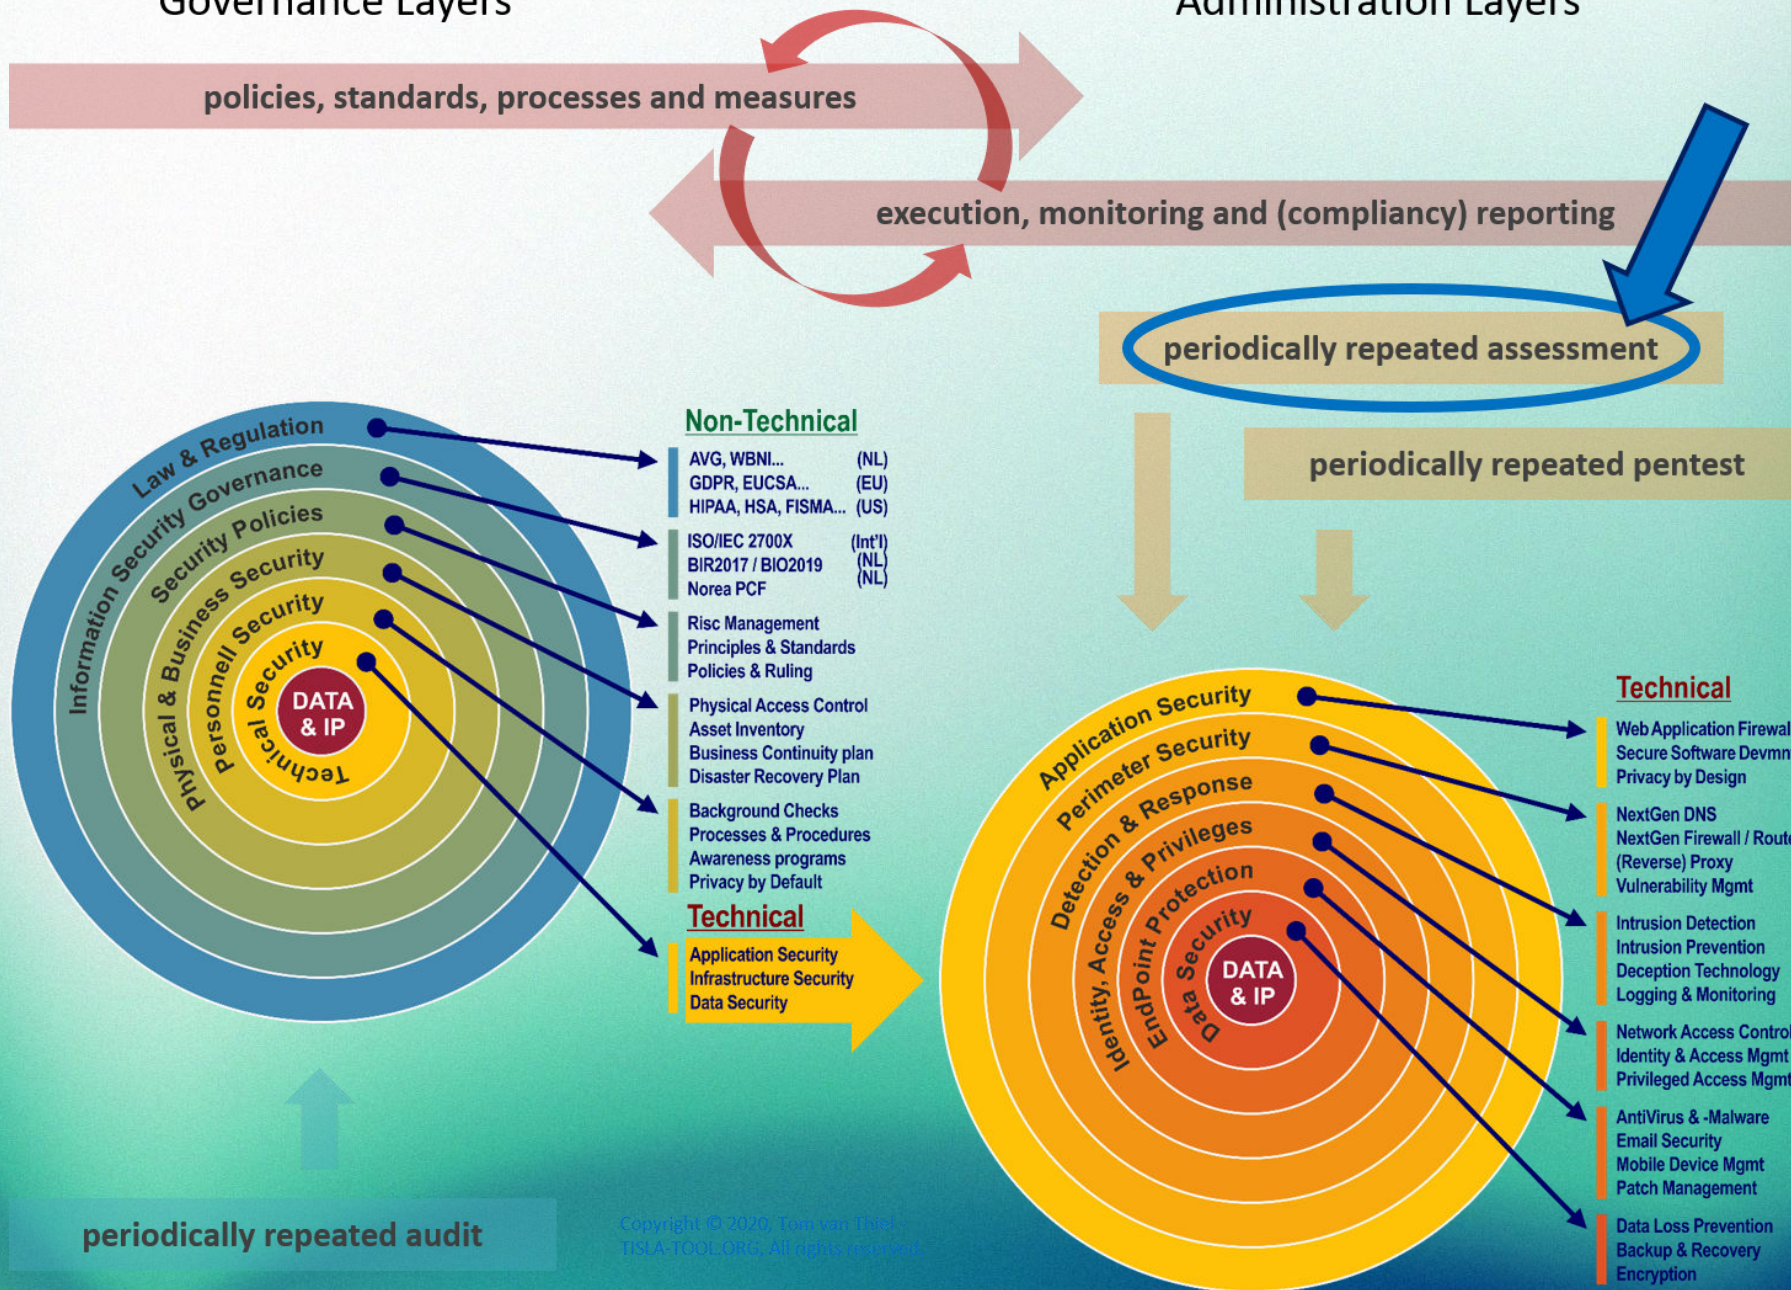 Governance Layers
Administration Layers
policies, standards, processes and measures
execution, monitoring and (compliancy) reporting
periodically repeated assessment
periodically repeated pentest
Law & Regulation
Information Security Governance
Security Policies
Physical & Business Security
Personnell Security
Technical Security
DATA
& IP
Non-Technical
AVG, WBNI... (NL)
GDPR, EUCSA... (EU)
HIPAA, HSA, FISMA... (US)
ISO/IEC 2700X (Int'l)
BIR2017 / BIO2019 (NL)
Norea PCF (NL)
Risc Management
Principles & Standards
Policies & Ruling
Physical Access Control
Asset Inventory
Business Continuity plan
Disaster Recovery Plan
Background Checks
Processes & Procedures
Awareness programs
Privacy by Default
Technical
Application Security
Infrastructure Security
Data Security
Application Security
Perimeter Security
Detection & Response
Identity, Access & Privileges
EndPoint Protection
Data Security
DATA
& IP
Technical
Web Application Firewal
Secure Software Devmn
Privacy by Design
NextGen DNS
NextGen Firewall / Route
(Reverse) Proxy
Vulnerability Mgmt
Intrusion Detection
Intrusion Prevention
Deception Technology
Logging & Monitoring
Network Access Control
Identity & Access Mgmt
Privileged Access Mgmt
AntiVirus & -Malware
Email Security
Mobile Device Mgmt
Patch Management
Data Loss Prevention
Backup & Recovery
Encryption
periodically repeated audit
Copyright © 2020, Tom van Thiel -
TISLA-TOOL.ORG, All rights reserved.